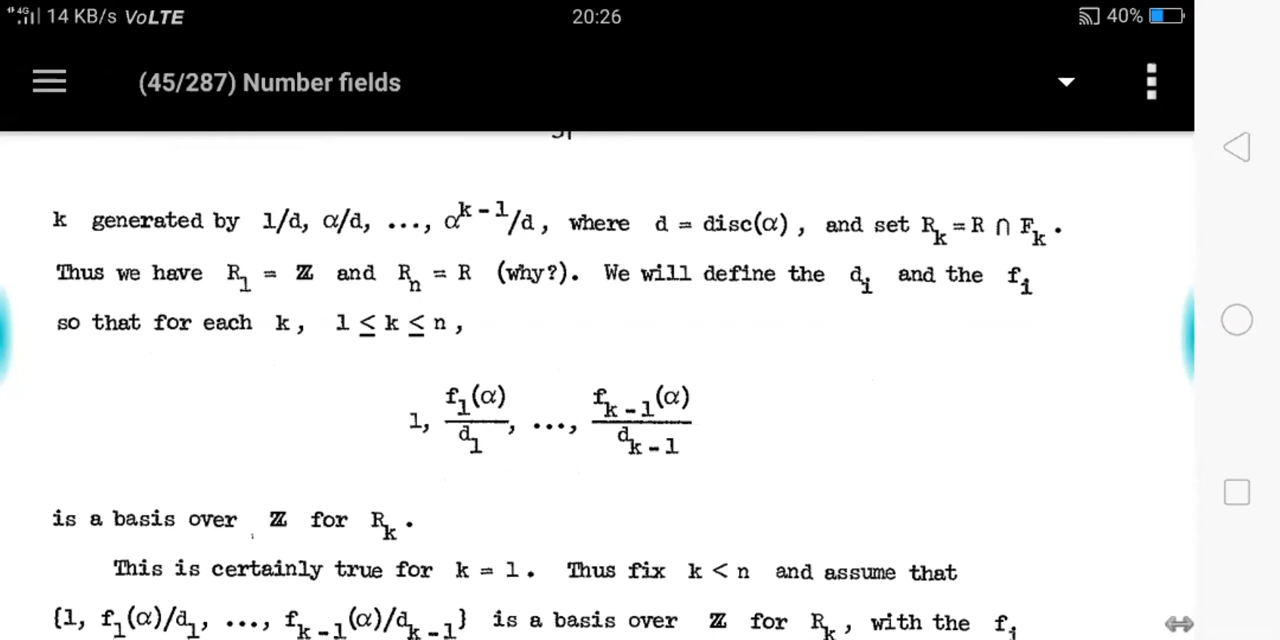 4G 14 KB/s VoLTE 20:26 40%
(45/287) Number fields
k generated by 1/d, α/d, ..., α^{k-1}/d, where d = disc(α), and set R_k = R ∩ F_k.
Thus we have R_1 = ℤ and R_n = R (why?). We will define the d_i and the f_i
so that for each k, 1 ≤ k ≤ n,
1, f_1(α)/d_1, ..., f_{k-1}(α)/d_{k-1}
is a basis over ℤ for R_k.
This is certainly true for k = 1. Thus fix k < n and assume that
{1, f_1(α)/d_1, ..., f_{k-1}(α)/d_{k-1}} is a basis over ℤ for R_k, with the f_i